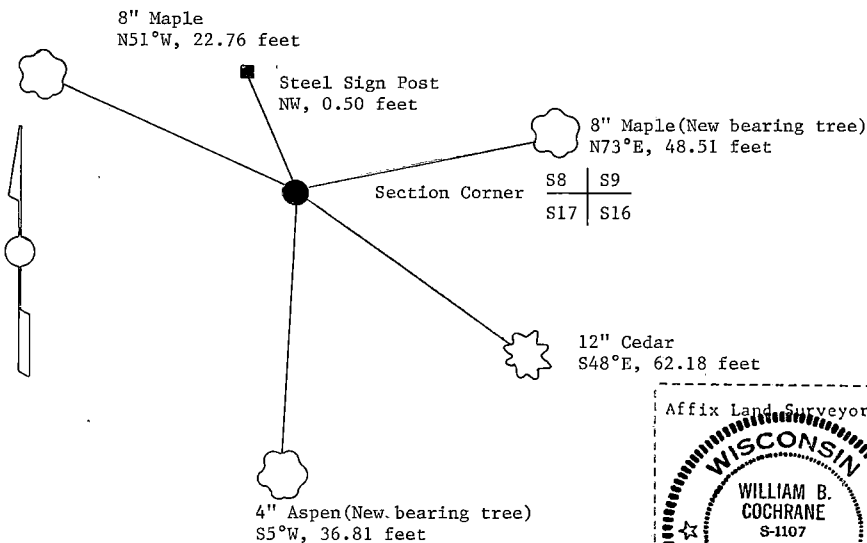 8" Maple
N51°W, 22.76 feet
Steel Sign Post
NW, 0.50 feet
8" Maple(New bearing tree)
N73°E, 48.51 feet
Section Corner
S8 S9
S17 S16
12" Cedar
S48°E, 62.18 feet
4" Aspen(New bearing tree)
S5°W, 36.81 feet
Affix Land Surveyor
WISCONSIN
WILLIAM B.
COCHRANE
S-1107